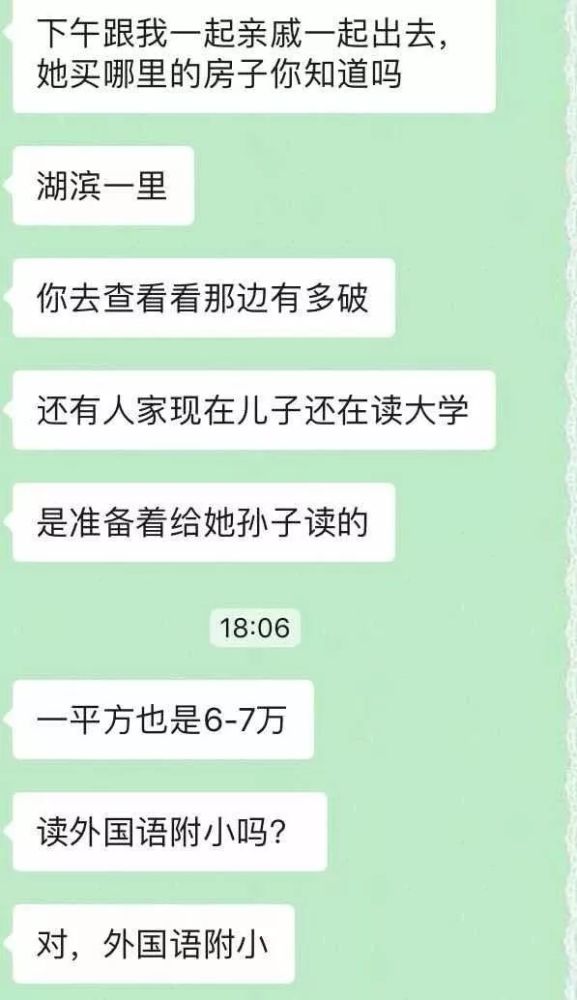 下午跟我一起亲戚一起出去，
她买哪里的房子你知道吗
湖滨一里
你去查看看那边有多破
还有人家现在儿子还在读大学
是准备着给她孙子读的
18:06
一平方也是6-7万
读外国语附小吗？
对，外国语附小